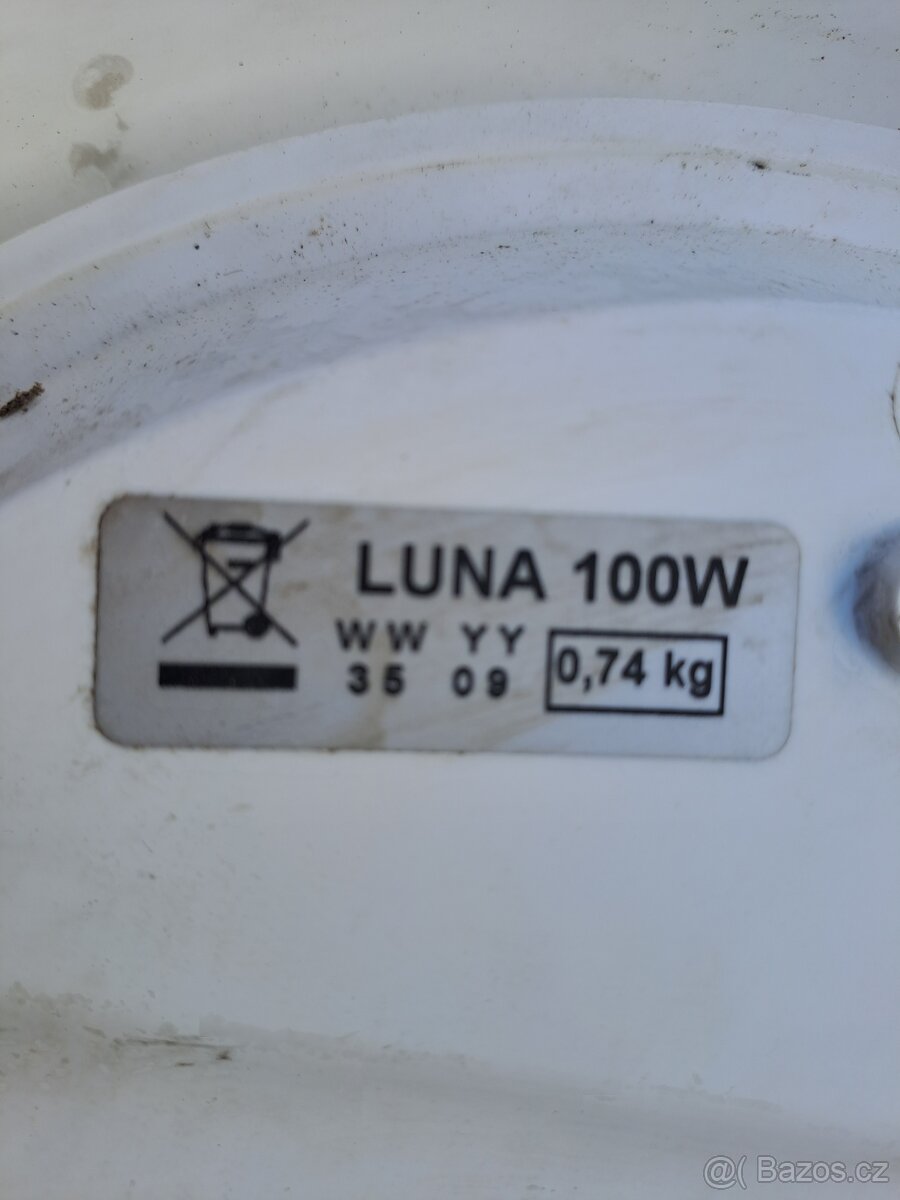 LUNA 100W
WW YY
35 09 0,74 kg
@( Bazos.cz